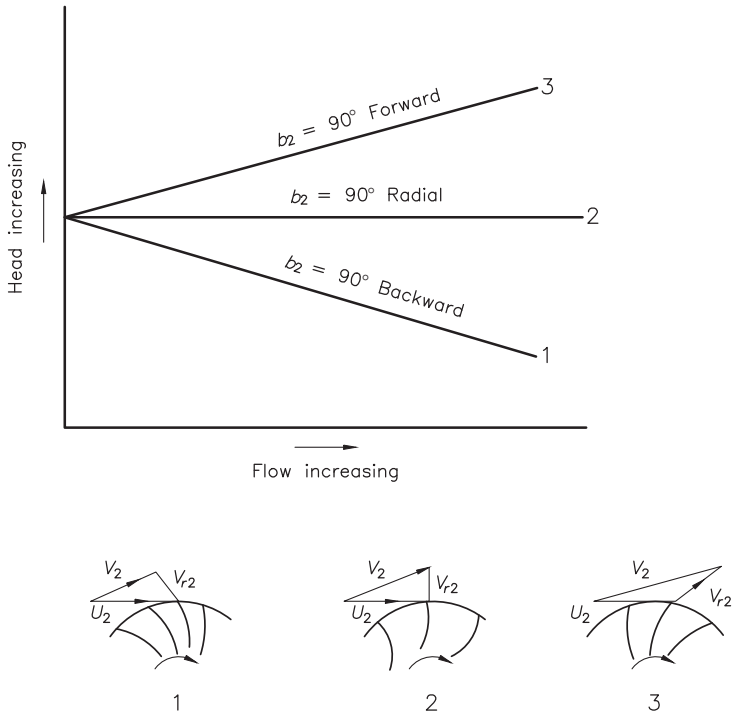 3
b2 = 90° Forward
b2 = 90° Radial
2
Head increasing
b2 = 90° Backward
1
Flow increasing
V2
Vr2
U2
V2
Vr2
U2
V2
Vr2
U2
1
2
3